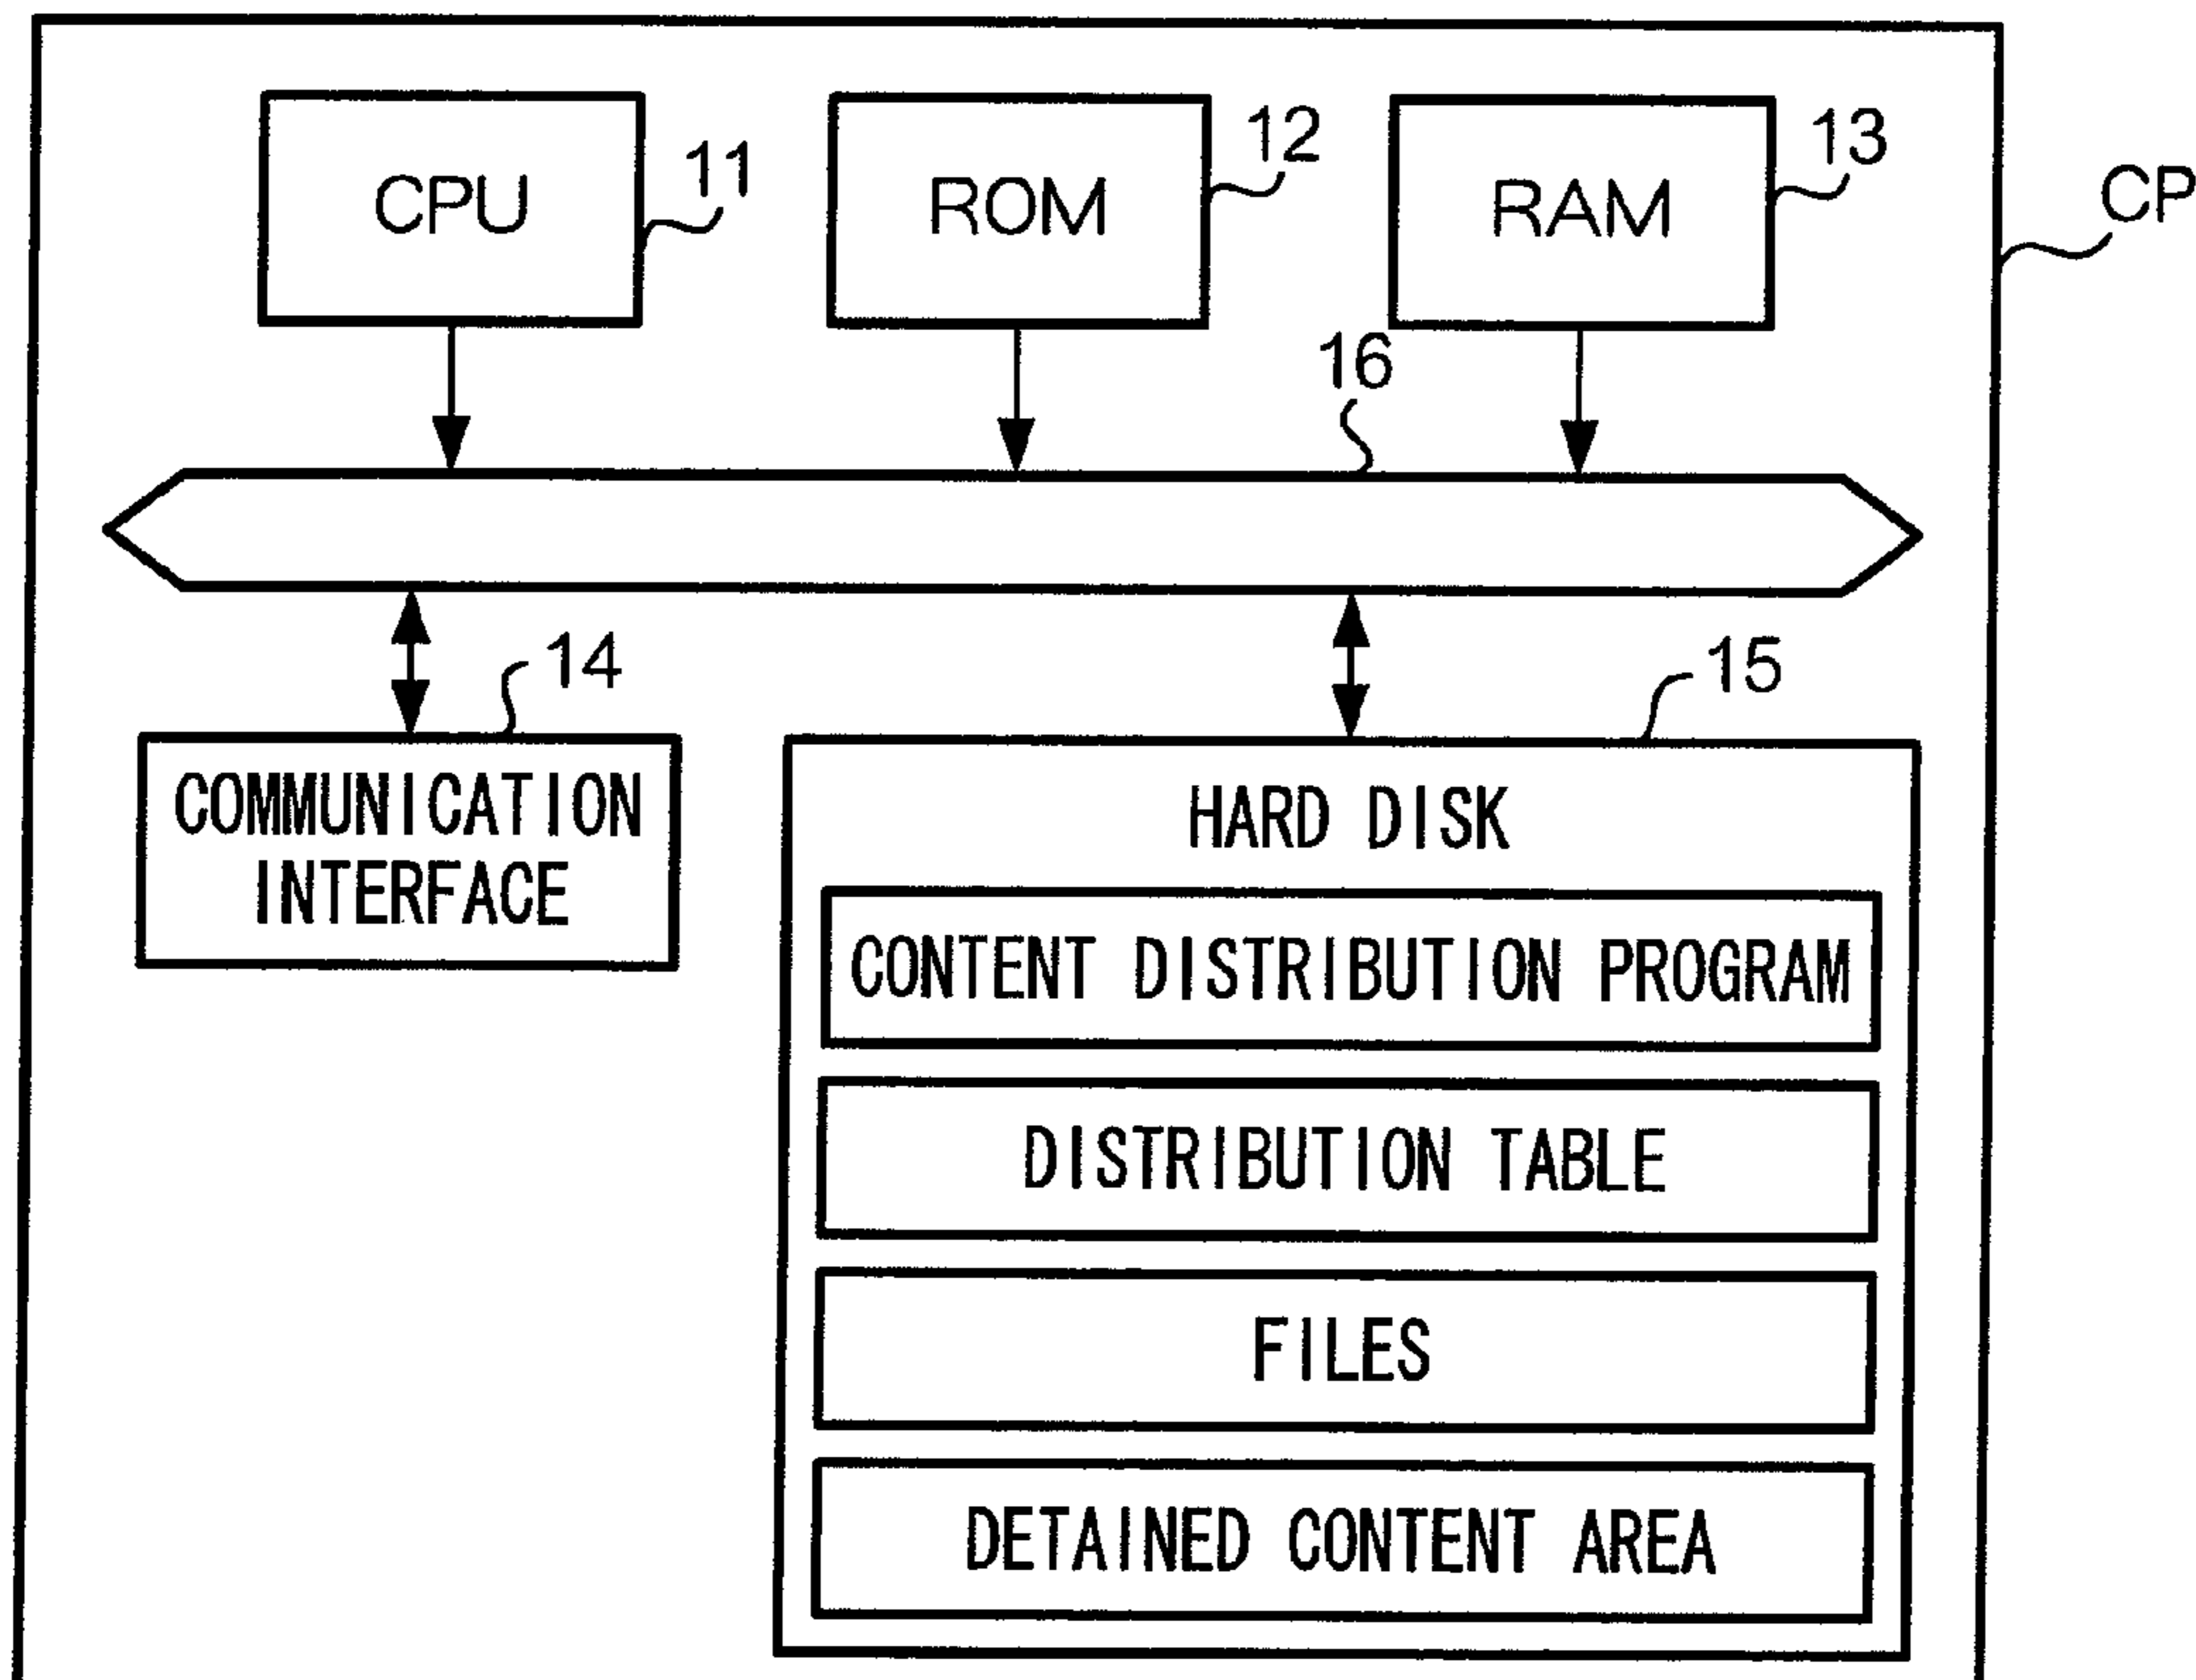 CPU
11
ROM
12
RAM
13
CP
16
14
15
COMMUNICATION
INTERFACE
HARD DISK
CONTENT DISTRIBUTION PROGRAM
DISTRIBUTION TABLE
FILES
DETAINED CONTENT AREA